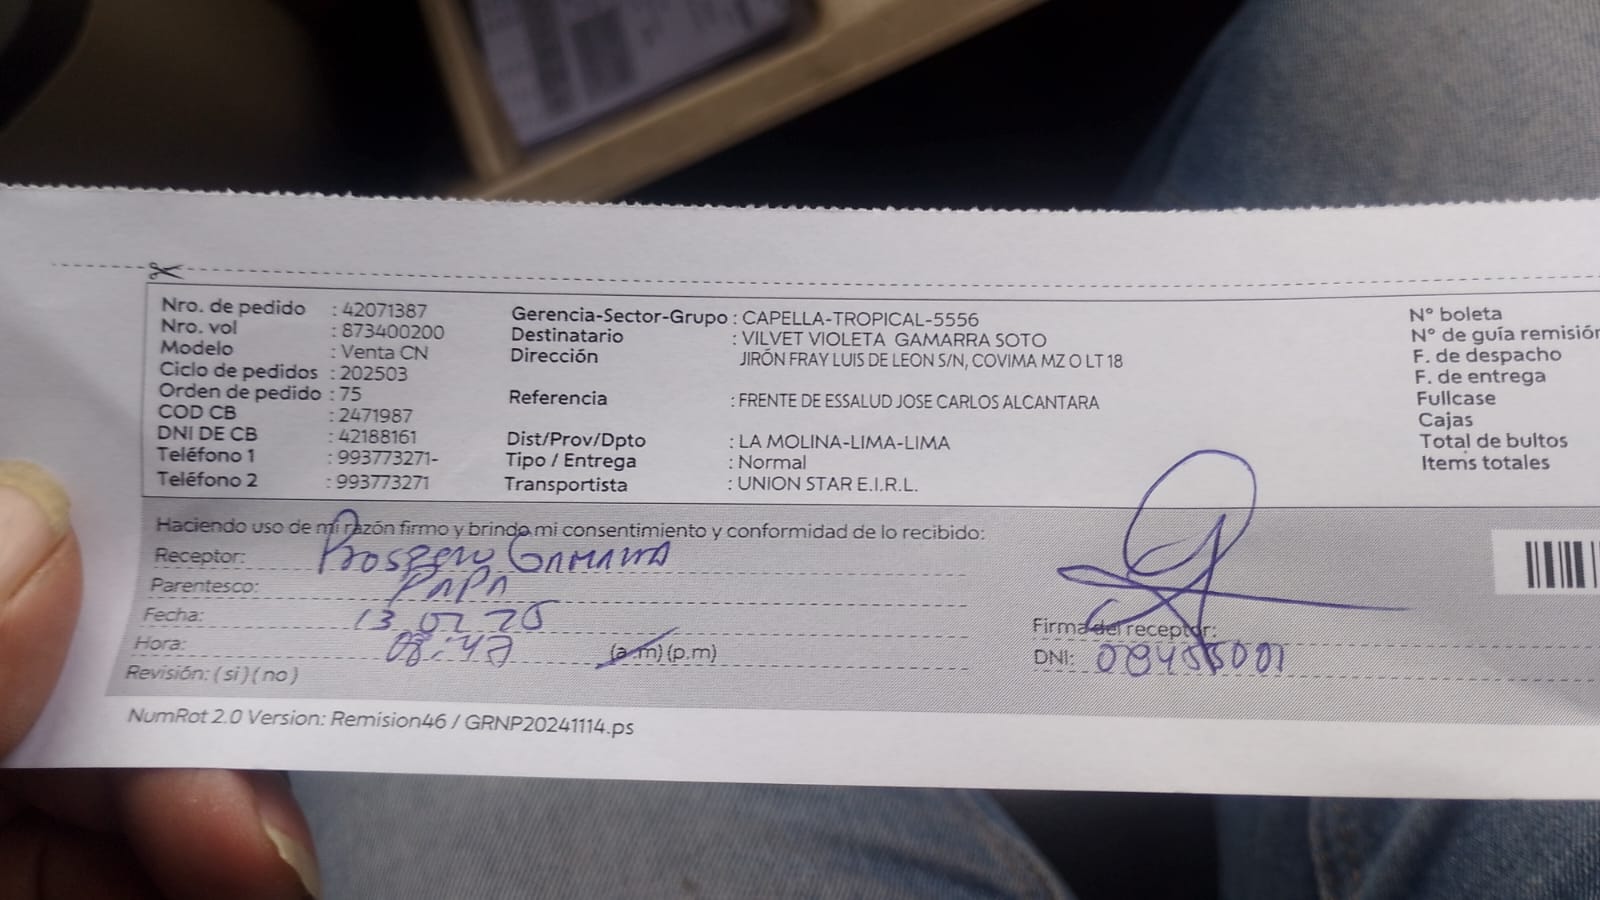 Nro. de pedido : 42071387
Nro. vol : 873400200
Modelo : Venta CN
Ciclo de pedidos : 202503
Orden de pedido : 75
COD CB : 2471987
DNI DE CB : 42188161
Teléfono 1 : 993773271-
Teléfono 2 : 993773271
Gerencia-Sector-Grupo : CAPELLA-TROPICAL-5556
Destinatario : VILVET VIOLETA GAMARRA SOTO
Dirección JIRÓN FRAY LUIS DE LEON S/N, COVIMA MZ O LT 18
Referencia : FRENTE DE ESSALUD JOSE CARLOS ALCANTARA
Dist/Prov/Dpto : LA MOLINA-LIMA-LIMA
Tipo / Entrega : Normal
Transportista : UNION STAR E.I.R.L.
N° boleta
N° de guía remisión
F. de despacho
F. de entrega
Fullcase
Cajas
Total de bultos
Items totales
Haciendo uso de mi razón firmo y brindo mi consentimiento y conformidad de lo recibido:
Receptor: Prospero GAMARRA
Parentesco: PAPA
Fecha: 13 02 25
Hora: 08:47 (a.m)(p.m)
Revisión: (si)(no)
Firma del receptor:
DNI:
NumRot 2.0 Version: Remision46 / GRNP20241114.ps